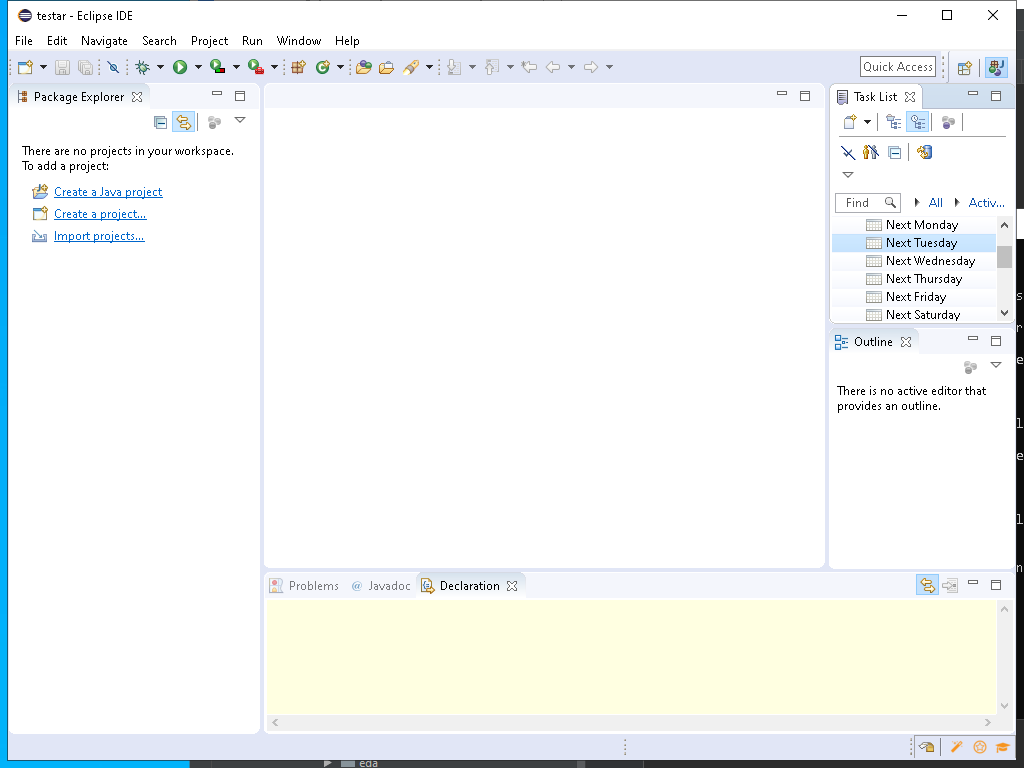 testar - Eclipse IDE
File Edit Navigate Search Project Run Window Help
Quick Access
Package Explorer
There are no projects in your workspace.
To add a project:
Create a Java project
Create a project...
Import projects...
Task List
Find All Activ...
Next Monday
Next Tuesday
Next Wednesday
Next Thursday
Next Friday
Next Saturday
Outline
There is no active editor that
provides an outline.
Problems @ Javadoc Declaration
eda